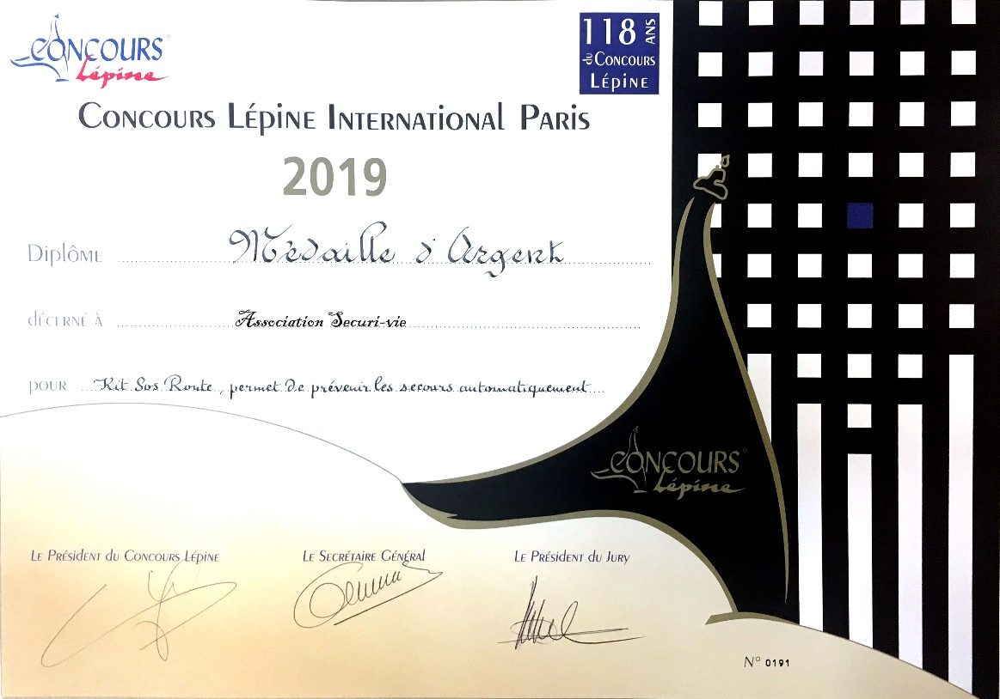 CONCOURS
Lépine
118 ANS
du CONCOURS
LÉPINE
CONCOURS LÉPINE INTERNATIONAL PARIS
2019
DIPLÔME Médaille d'Argent
DÉCERNÉ À Association Securi-vie
POUR Kit Sos Route, permet de prévenir les secours automatiquement
CONCOURS
Lépine
LE PRÉSIDENT DU CONCOURS LÉPINE
LE SECRÉTAIRE GÉNÉRAL
LE PRÉSIDENT DU JURY
N° 0191